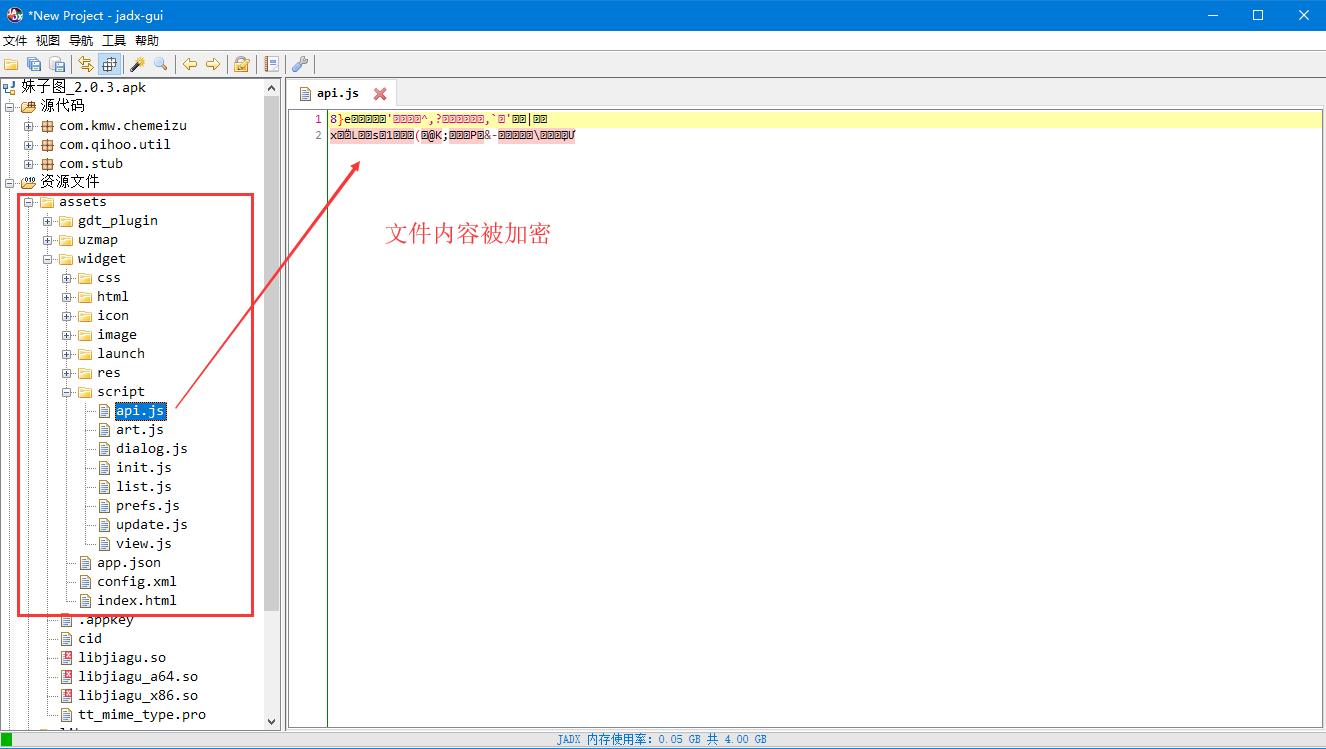 *New Project - jadx-gui
文件 视图 导航 工具 帮助
妹子图_2.0.3.apk
源代码
com.kmw.chemeizu
com.qihoo.util
com.stub
资源文件
assets
gdt_plugin
uzmap
widget
css
html
icon
image
launch
res
script
api.js
art.js
dialog.js
init.js
list.js
prefs.js
update.js
view.js
app.json
config.xml
index.html
.appkey
cid
libjiagu.so
libjiagu_a64.so
libjiagu_x86.so
tt_mime_type.pro
api.js
1
2
文件内容被加密
JADX 内存使用率: 0.05 GB 共 4.00 GB